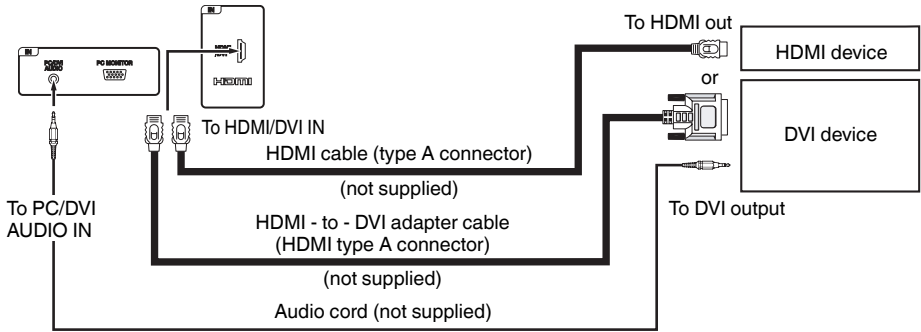 To HDMI out
HDMI device
or
IN
PC/DVI
AUDIO
PC MONITOR
IN
HDMI
To HDMI/DVI IN
DVI device
HDMI cable (type A connector)
(not supplied)
To PC/DVI
AUDIO IN
To DVI output
HDMI - to - DVI adapter cable
(HDMI type A connector)
(not supplied)
Audio cord (not supplied)